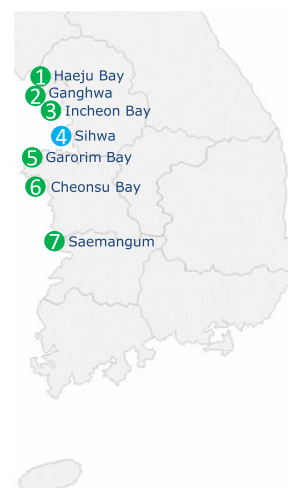 1 Haeju Bay
2 Ganghwa
3 Incheon Bay
4 Sihwa
5 Garorim Bay
6 Cheonsu Bay
7 Saemangum